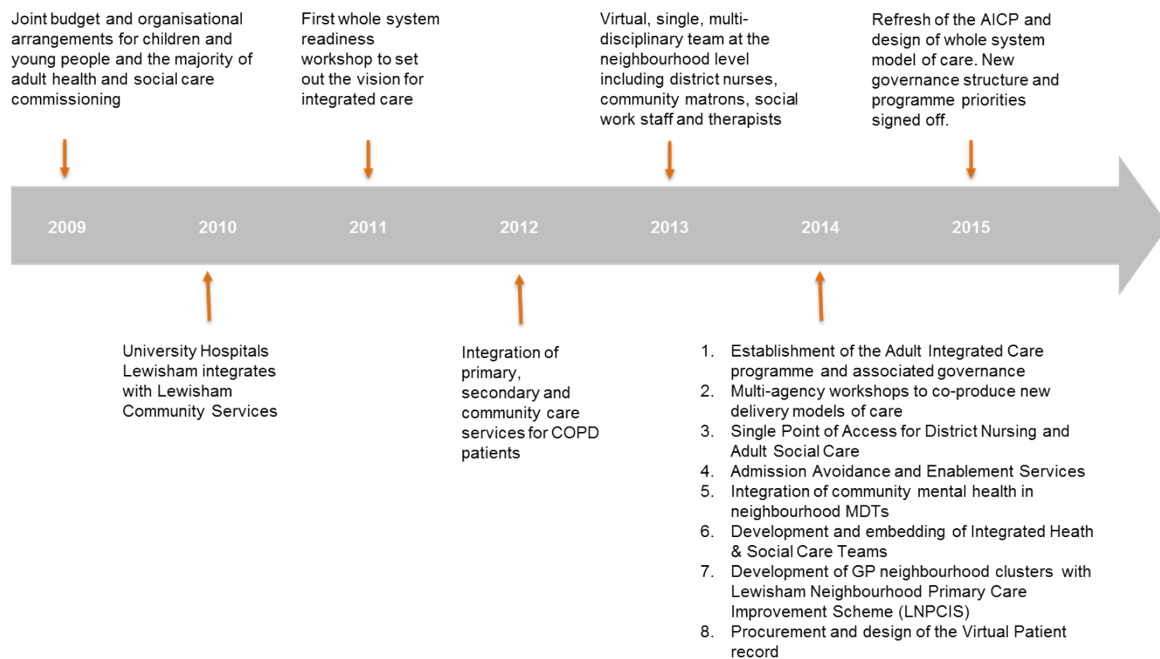 Joint budget and organisational
arrangements for children and
young people and the majority of
adult health and social care
commissioning
First whole system
readiness
workshop to set
out the vision for
integrated care
Virtual, single, multi-
disciplinary team at the
neighbourhood level
including district nurses,
community matrons, social
work staff and therapists
Refresh of the AICP and
design of whole system
model of care. New
governance structure and
programme priorities
signed off.
2009
2010
2011
2012
2013
2014
2015
University Hospitals
Lewisham integrates
with Lewisham
Community Services
Integration of
primary,
secondary and
community care
services for COPD
patients
1. Establishment of the Adult Integrated Care
programme and associated governance
2. Multi-agency workshops to co-produce new
delivery models of care
3. Single Point of Access for District Nursing and
Adult Social Care
4. Admission Avoidance and Enablement Services
5. Integration of community mental health in
neighbourhood MDTs
6. Development and embedding of Integrated Heath
& Social Care Teams
7. Development of GP neighbourhood clusters with
Lewisham Neighbourhood Primary Care
Improvement Scheme (LNPCIS)
8. Procurement and design of the Virtual Patient
record